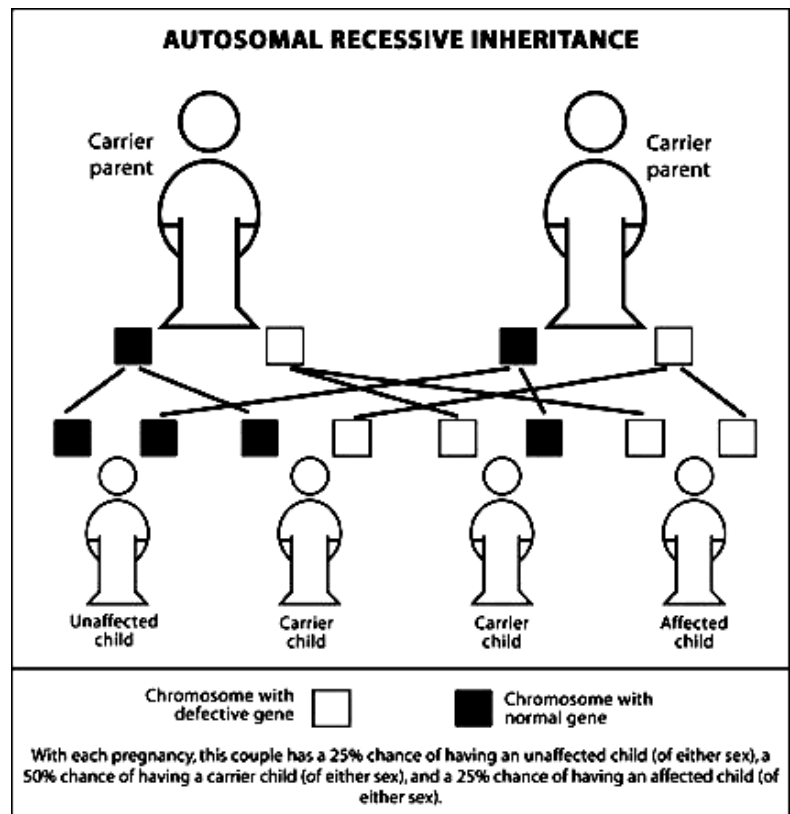 AUTOSOMAL RECESSIVE INHERITANCE
Carrier
parent
Carrier
parent
Unaffected
child
Carrier
child
Carrier
child
Affected
child
Chromosome with
defective gene
Chromosome with
normal gene
With each pregnancy, this couple has a 25% chance of having an unaffected child (of either sex), a
50% chance of having a carrier child (of either sex), and a 25% chance of having an affected child (of
either sex).